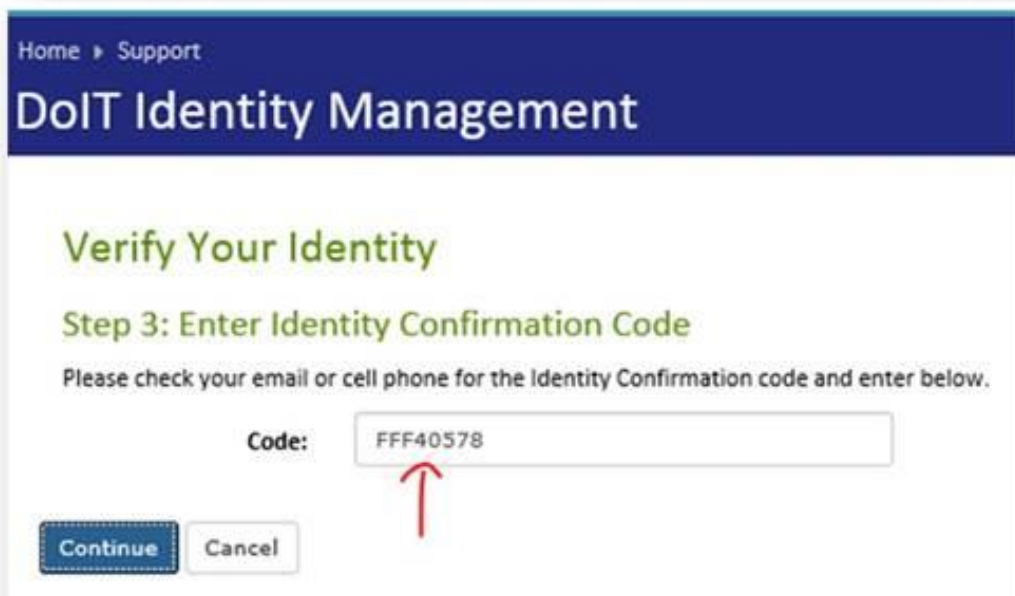 Home ▸ Support
DoIT Identity Management
Verify Your Identity
Step 3: Enter Identity Confirmation Code
Please check your email or cell phone for the Identity Confirmation code and enter below.
Code: FFF40578
Continue Cancel